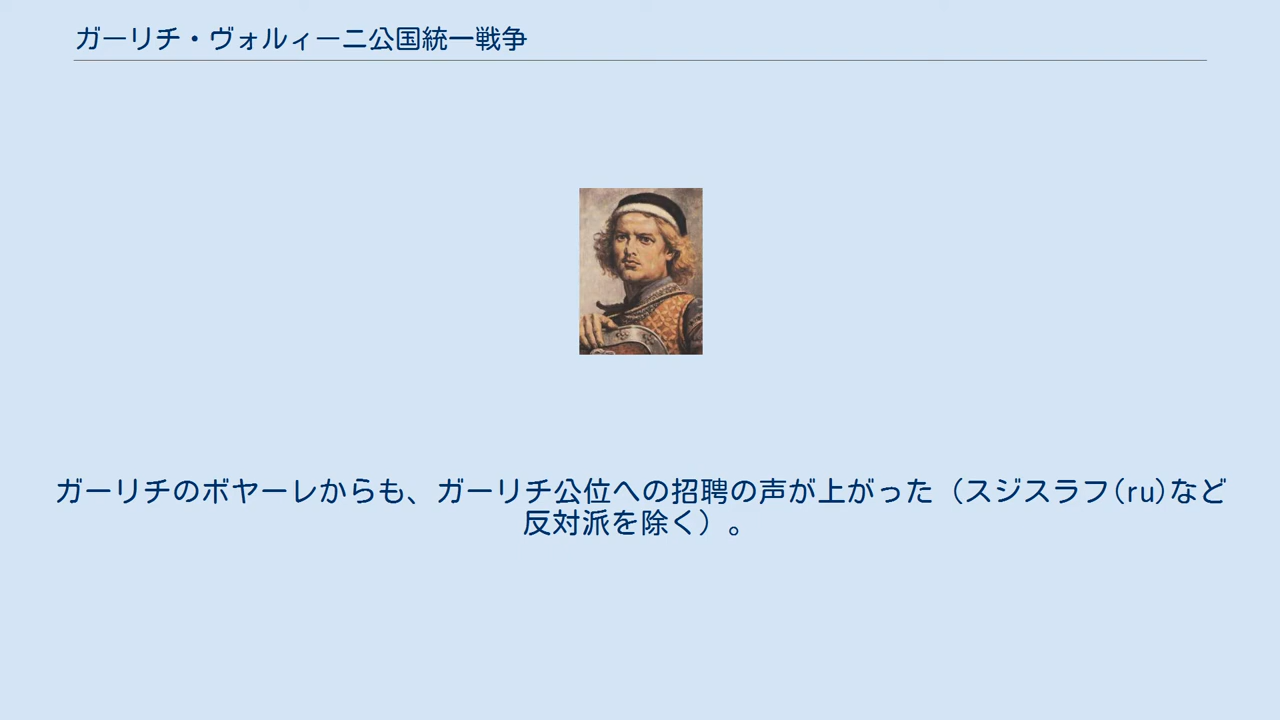 ガーリチ・ヴォルィーニ公国統一戦争
ガーリチのボヤーレからも、ガーリチ公位への招聘の声が上がった（スジスラフ(ru)など
反対派を除く）。